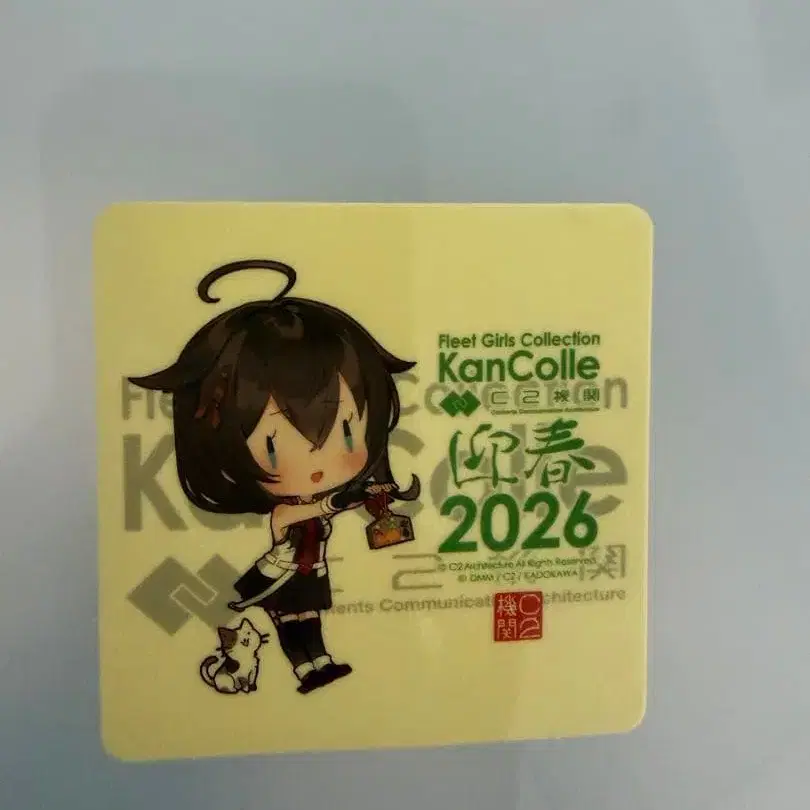 Fleet Girls Collection
KanColle
C2機関
Contents Communication Architecture
迎春
2026
© C2 Architecture All Rights Reserved.
© DMM / C2 / KADOKAWA
C2機関